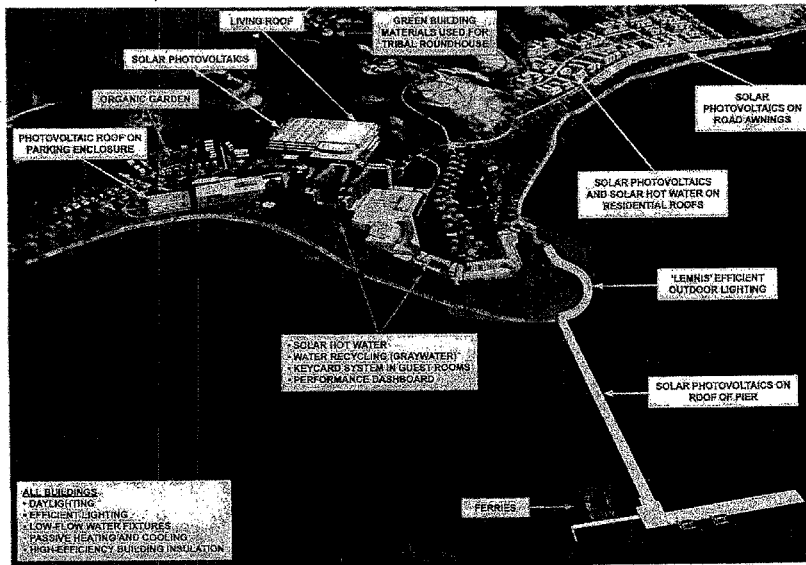 LIVING ROOF
GREEN BUILDING
MATERIALS USED FOR
TRIBAL ROUNDHOUSE
SOLAR PHOTOVOLTAICS
ORGANIC GARDEN
PHOTOVOLTAIC ROOF ON
PARKING ENCLOSURE
SOLAR
PHOTOVOLTAICS ON
ROAD AWNINGS
SOLAR PHOTOVOLTAICS
AND SOLAR HOT WATER ON
RESIDENTIAL ROOFS
'LEMNIS' EFFICIENT
OUTDOOR LIGHTING
• SOLAR HOT WATER
• WATER RECYCLING (GRAYWATER)
• KEYCARD SYSTEM IN GUEST ROOMS
• PERFORMANCE DASHBOARD
SOLAR PHOTOVOLTAICS ON
ROOF OF PIER
FERRIES
ALL BUILDINGS
• DAYLIGHTING
• EFFICIENT LIGHTING
• LOW-FLOW WATER FIXTURES
• PASSIVE HEATING AND COOLING
• HIGH-EFFICIENCY BUILDING INSULATION